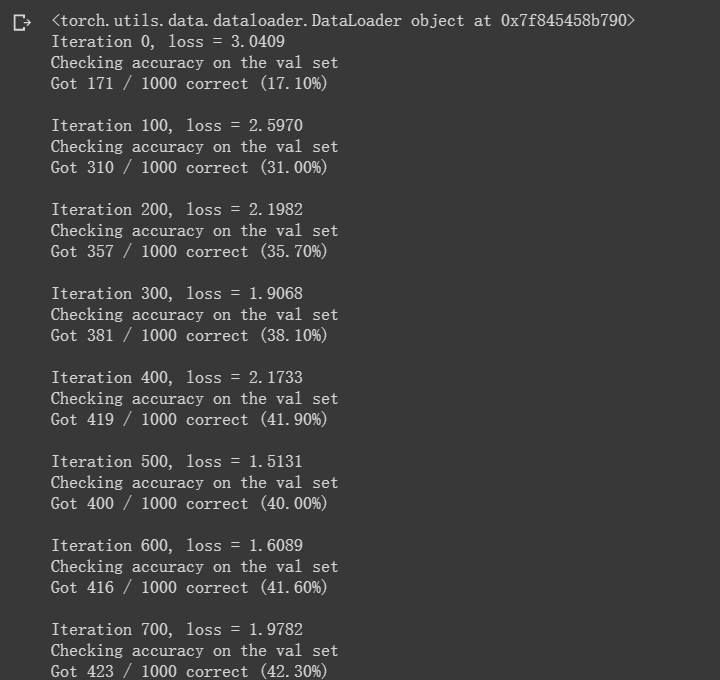 <torch.utils.data.dataloader.DataLoader object at 0x7f845458b790>
Iteration 0, loss = 3.0409
Checking accuracy on the val set
Got 171 / 1000 correct (17.10%)
Iteration 100, loss = 2.5970
Checking accuracy on the val set
Got 310 / 1000 correct (31.00%)
Iteration 200, loss = 2.1982
Checking accuracy on the val set
Got 357 / 1000 correct (35.70%)
Iteration 300, loss = 1.9068
Checking accuracy on the val set
Got 381 / 1000 correct (38.10%)
Iteration 400, loss = 2.1733
Checking accuracy on the val set
Got 419 / 1000 correct (41.90%)
Iteration 500, loss = 1.5131
Checking accuracy on the val set
Got 400 / 1000 correct (40.00%)
Iteration 600, loss = 1.6089
Checking accuracy on the val set
Got 416 / 1000 correct (41.60%)
Iteration 700, loss = 1.9782
Checking accuracy on the val set
Got 423 / 1000 correct (42.30%)